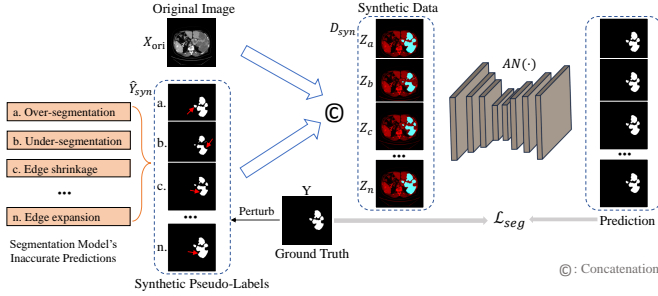 Original Image
X_ori
Ŷ_syn
a. Over-segmentation
b. Under-segmentation
c. Edge shrinkage
...
n. Edge expansion
Segmentation Model's
Inaccurate Predictions
a.
b.
c.
...
n.
Synthetic Pseudo-Labels
Perturb
Y
Ground Truth
©
Synthetic Data
D_syn
Z_a
Z_b
Z_c
...
Z_n
AN(·)
ℒ_seg
...
Prediction
©: Concatenation